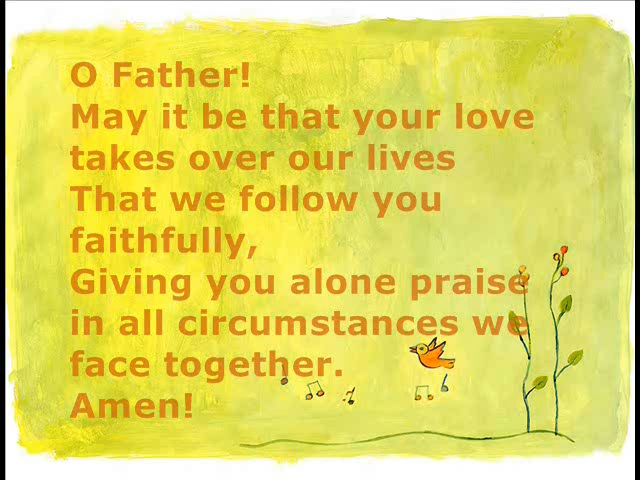 O Father!
May it be that your love
takes over our lives
That we follow you
faithfully,
Giving you alone praise
in all circumstances we
face together.
Amen!